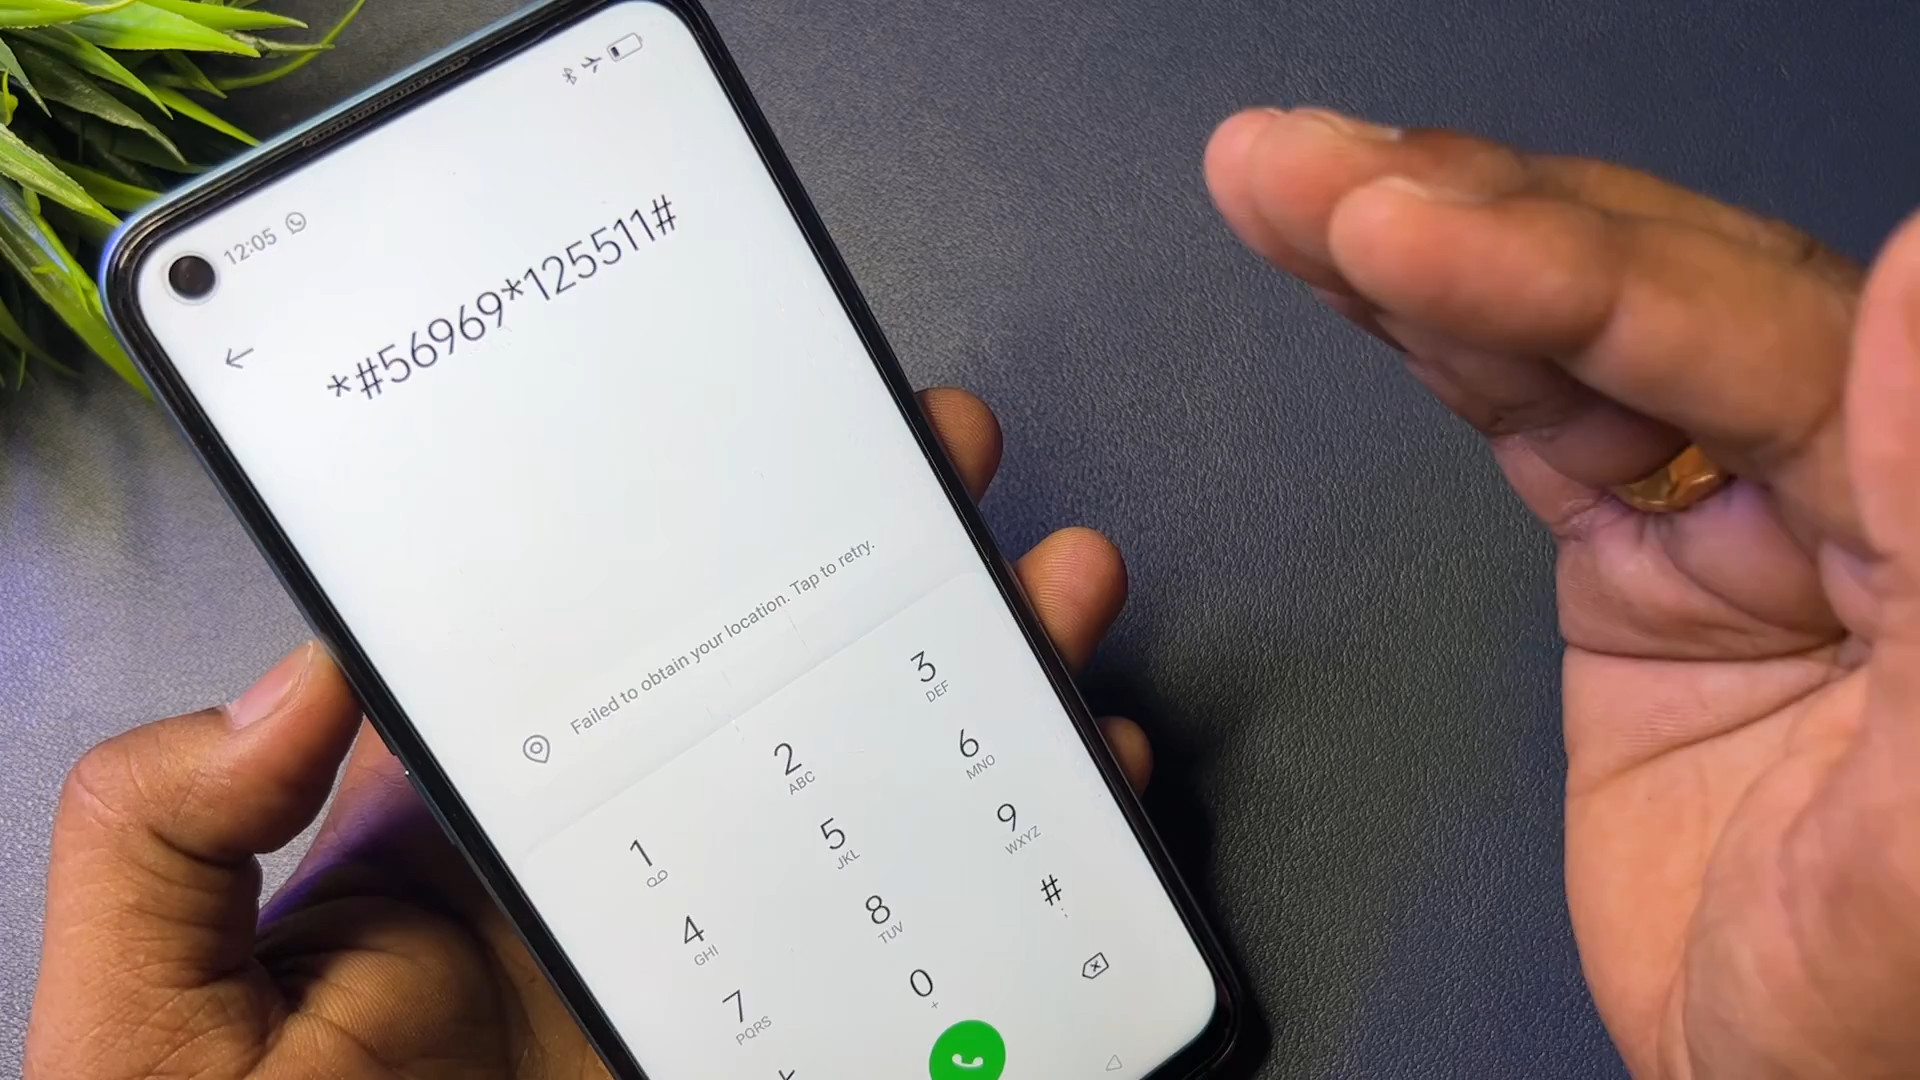 12:05
*#56969*125511#
Failed to obtain your location. Tap to retry.
1
2
ABC
3
DEF
4
GHI
5
JKL
6
MNO
7
PQRS
8
TUV
9
WXYZ
0
+
#
;